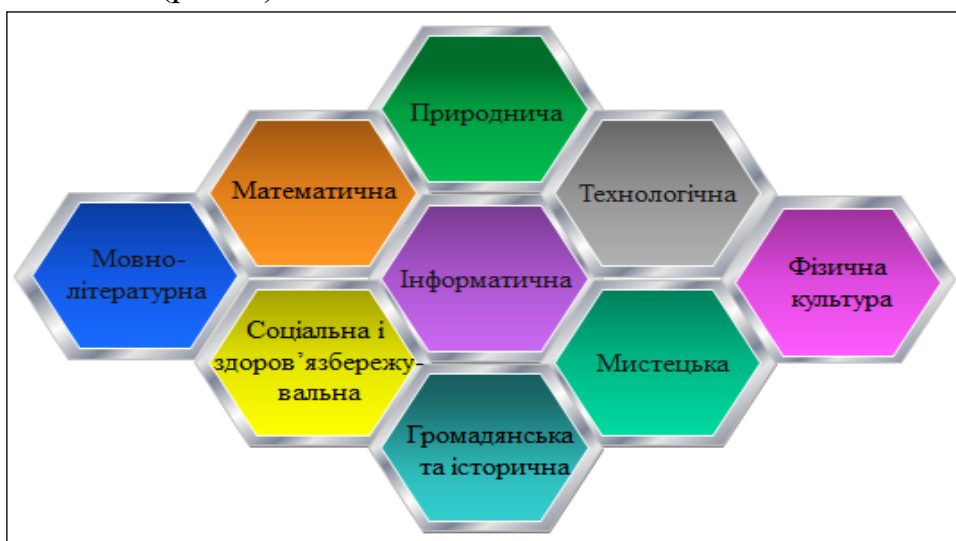 Природнича
Математична
Технологічна
Мовно-
літературна
Інформатична
Фізична
культура
Соціальна і
здоров’язбережу-
вальна
Мистецька
Громадянська
та історична